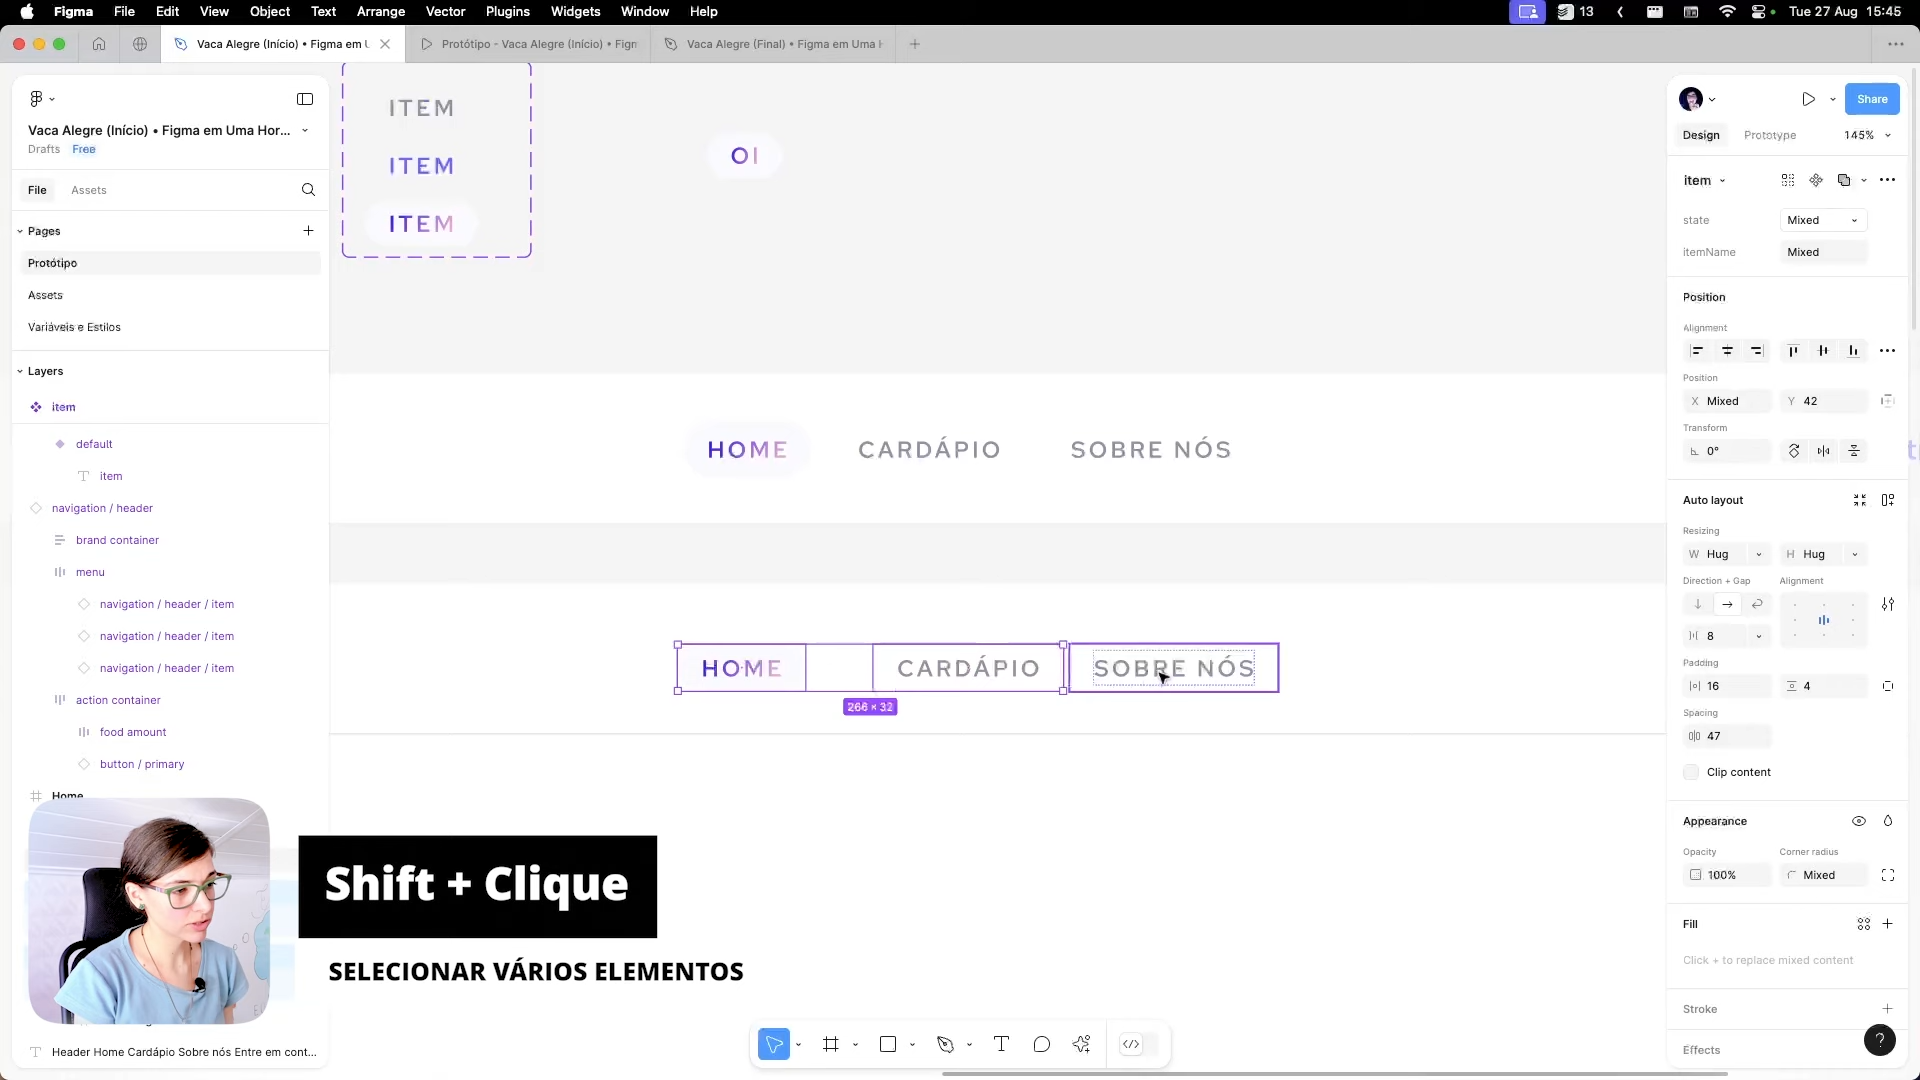 Figma File Edit View Object Text Arrange Vector Plugins Widgets Window Help
13 Tue 27 Aug 15:45
Vaca Alegre (Início) • Figma em U
Protótipo - Vaca Alegre (Início) • Figm
Vaca Alegre (Final) • Figma em Uma H
Vaca Alegre (Início) • Figma em Uma Hor...
Drafts Free
File Assets
Pages
Protótipo
Assets
Variáveis e Estilos
Layers
item
default
item
navigation / header
brand container
menu
navigation / header / item
navigation / header / item
navigation / header / item
action container
food amount
button / primary
Home
Header Home Cardápio Sobre nós Entre em cont...
ITEM
ITEM
ITEM
OI
HOME CARDÁPIO SOBRE NÓS
HOME CARDÁPIO SOBRE NÓS
266 × 32
Shift + Clique
SELECIONAR VÁRIOS ELEMENTOS
Share
Design Prototype 145%
item
state Mixed
itemName Mixed
Position
Alignment
Position
X Mixed Y 42
Transform
0°
Auto layout
Resizing
W Hug H Hug
Direction + Gap Alignment
8
Padding
16 4
Spacing
47
Clip content
Appearance
Opacity Corner radius
100% Mixed
Fill
Click + to replace mixed content
Stroke
Effects
?